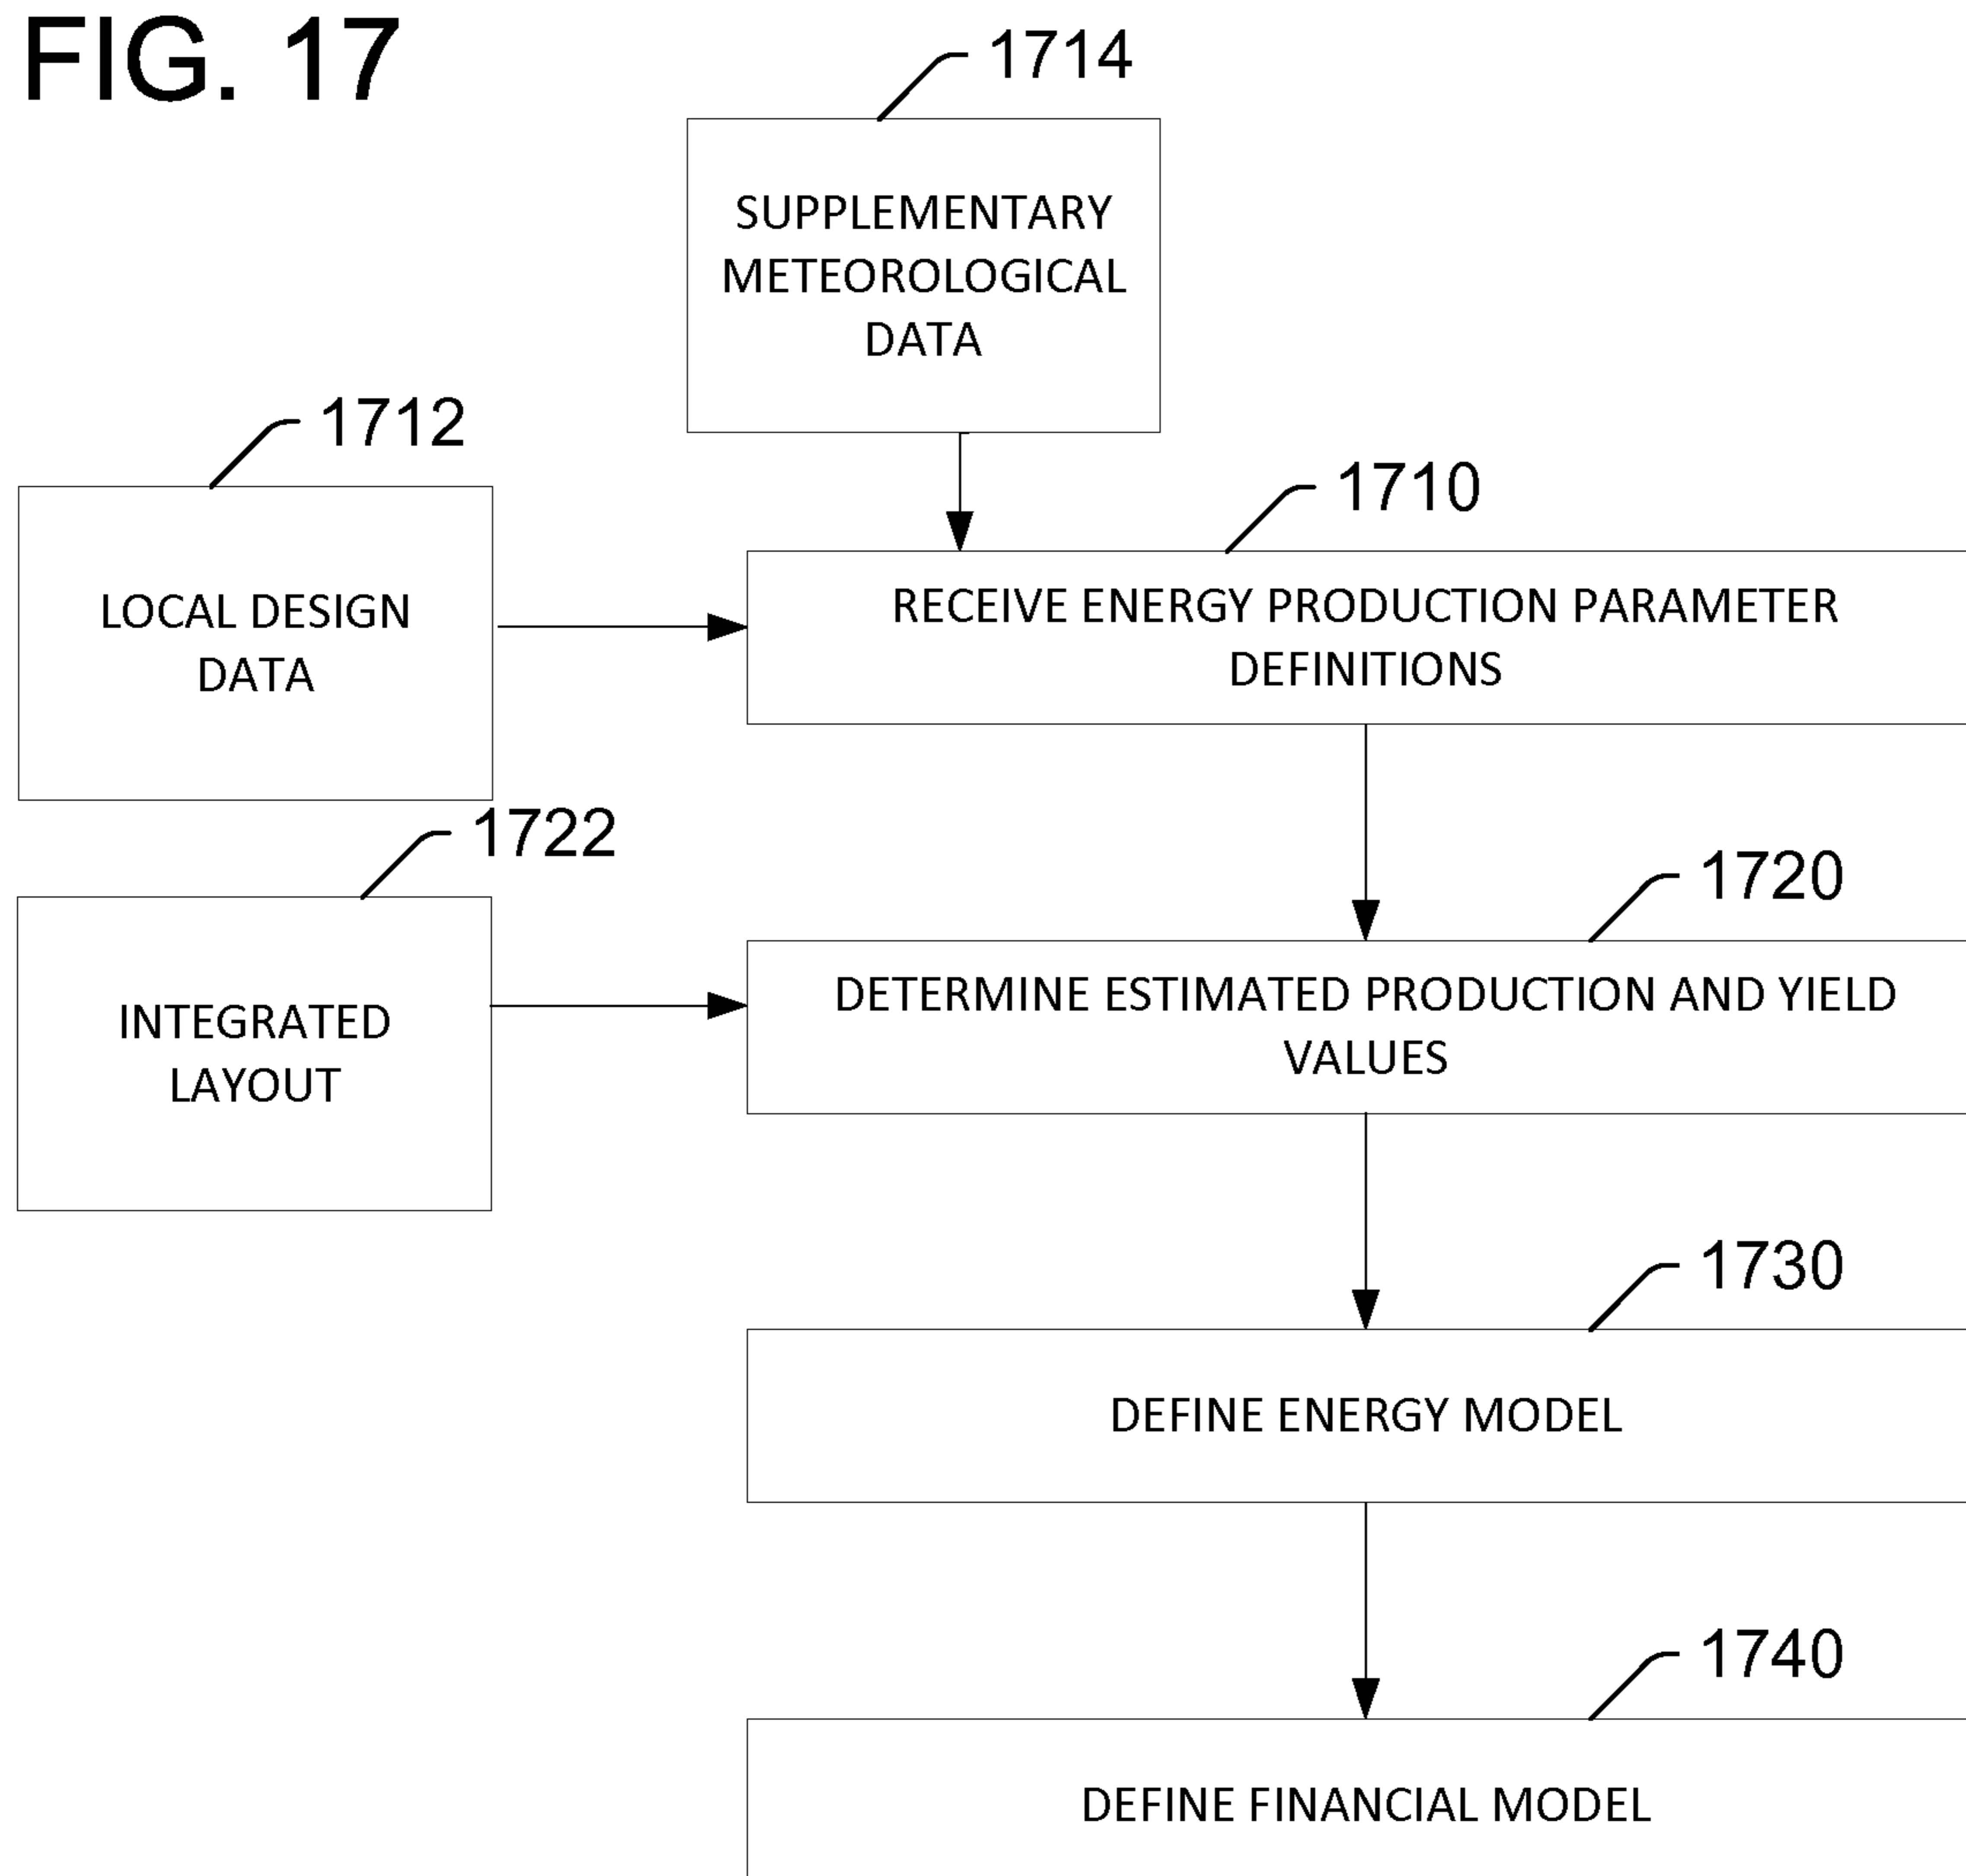 FIG. 17
1714
SUPPLEMENTARY
METEOROLOGICAL
DATA
1712
LOCAL DESIGN
DATA
1710
RECEIVE ENERGY PRODUCTION PARAMETER
DEFINITIONS
1722
INTEGRATED
LAYOUT
1720
DETERMINE ESTIMATED PRODUCTION AND YIELD
VALUES
1730
DEFINE ENERGY MODEL
1740
DEFINE FINANCIAL MODEL